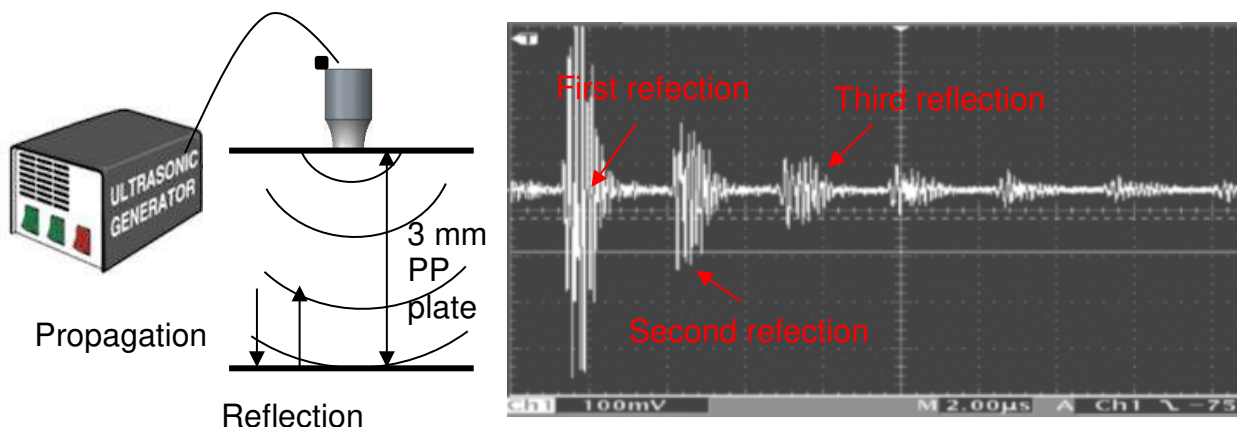 ULTRASONIC
GENERATOR
3 mm
PP
plate
Propagation
Reflection
T
First refection
Third reflection
Second refection
Ch1 100mV M 2.00µs A Ch1 -75